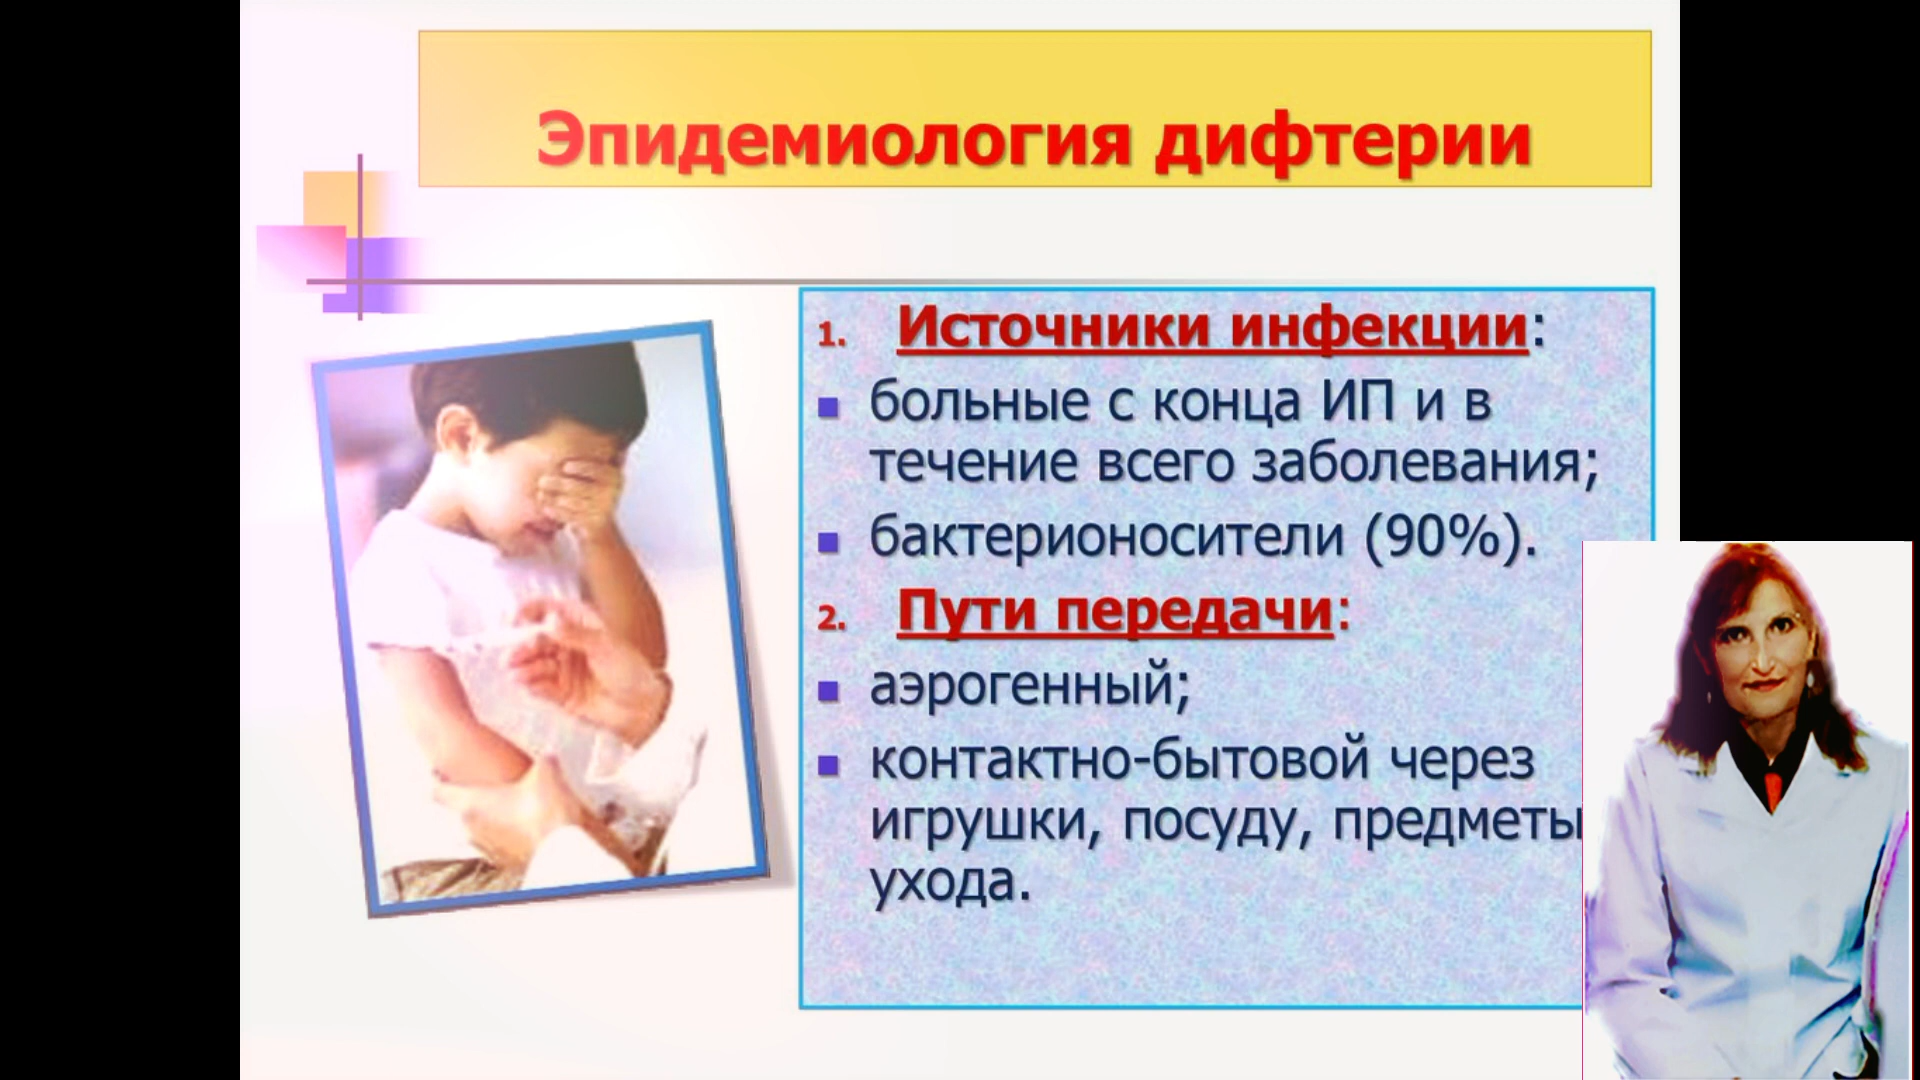 Эпидемиология дифтерии
1. Источники инфекции:
больные с конца ИП и в
течение всего заболевания;
бактерионосители (90%).
2. Пути передачи:
аэрогенный;
контактно-бытовой через
игрушки, посуду, предметы
ухода.